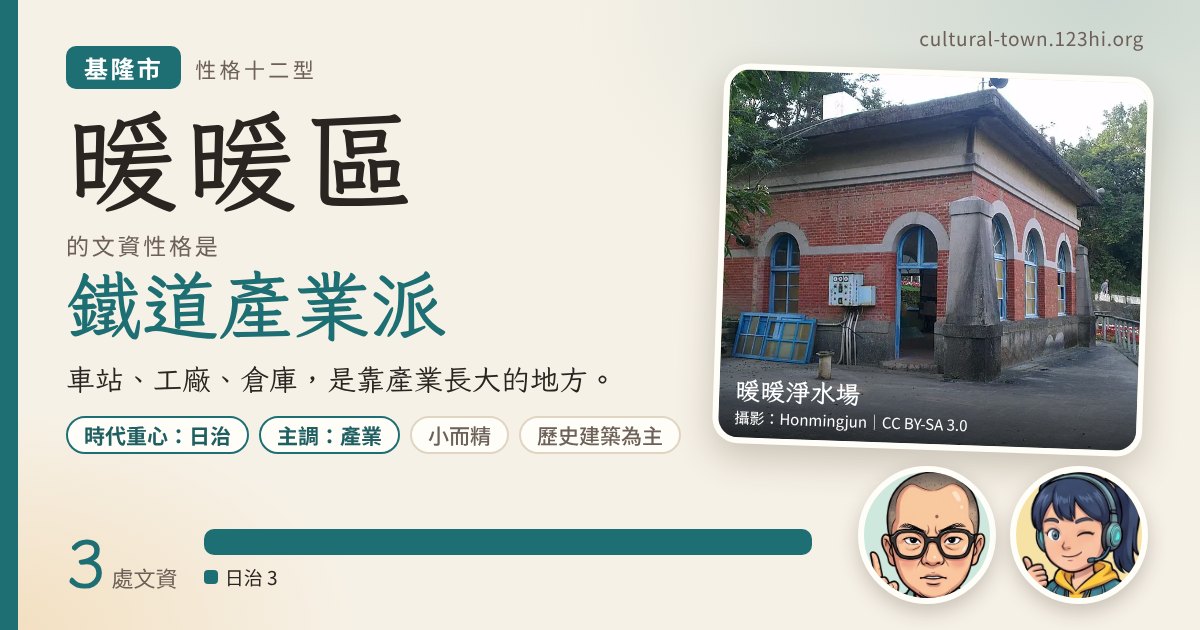 cultural-town.123hi.org
基隆市 性格十二型
暖暖區
的文資性格是
鐵道產業派
車站、工廠、倉庫，是靠產業長大的地方。
時代重心：日治 主調：產業 小而精 歷史建築為主
暖暖淨水場
攝影：Honmingjun｜CC BY-SA 3.0
3 處文資
日治 3